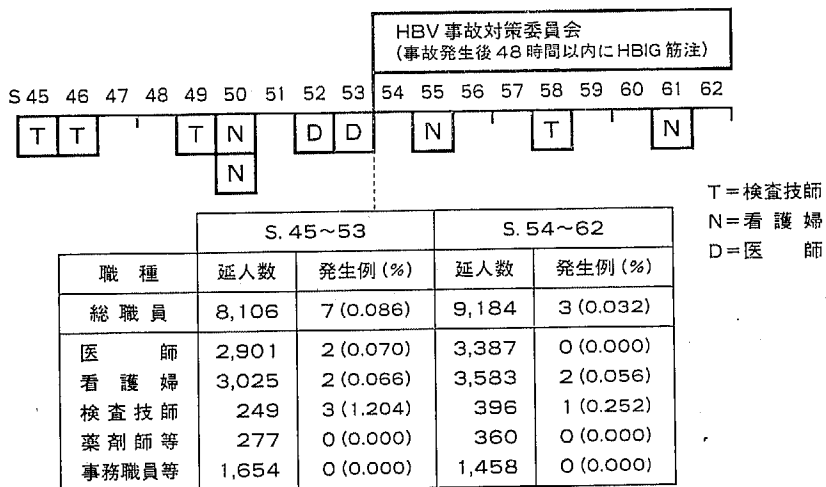 HBV 事故対策委員会
(事故発生後 48 時間以内にHBIG 筋注)
S 45 46 47 48 49 50 51 52 53 54 55 56 57 58 59 60 61 62
T T T N D D N T N
N
T=検査技師
N=看護婦
D=医師
S. 45~53 S. 54~62
職種 延人数 発生例 (%) 延人数 発生例 (%)
総職員 8,106 7 (0.086) 9,184 3 (0.032)
医師 2,901 2 (0.070) 3,387 0 (0.000)
看護婦 3,025 2 (0.066) 3,583 2 (0.056)
検査技師 249 3 (1.204) 396 1 (0.252)
薬剤師等 277 0 (0.000) 360 0 (0.000)
事務職員等 1,654 0 (0.000) 1,458 0 (0.000)